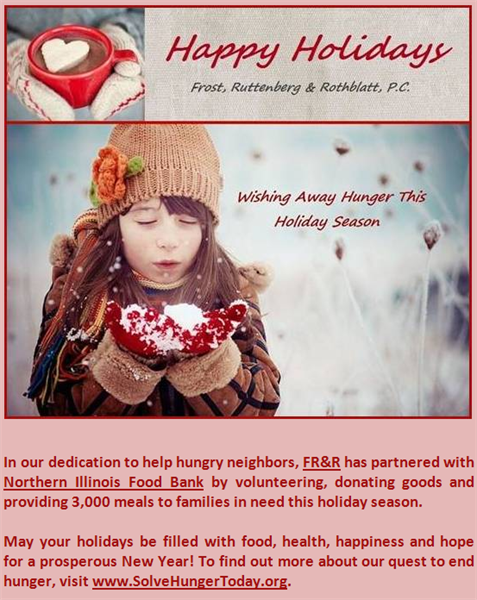 Happy Holidays
Frost, Ruttenberg & Rothblatt, P.C.
Wishing Away Hunger This
Holiday Season
In our dedication to help hungry neighbors, FR&R has partnered with
Northern Illinois Food Bank by volunteering, donating goods and
providing 3,000 meals to families in need this holiday season.
May your holidays be filled with food, health, happiness and hope
for a prosperous New Year! To find out more about our quest to end
hunger, visit www.SolveHungerToday.org.